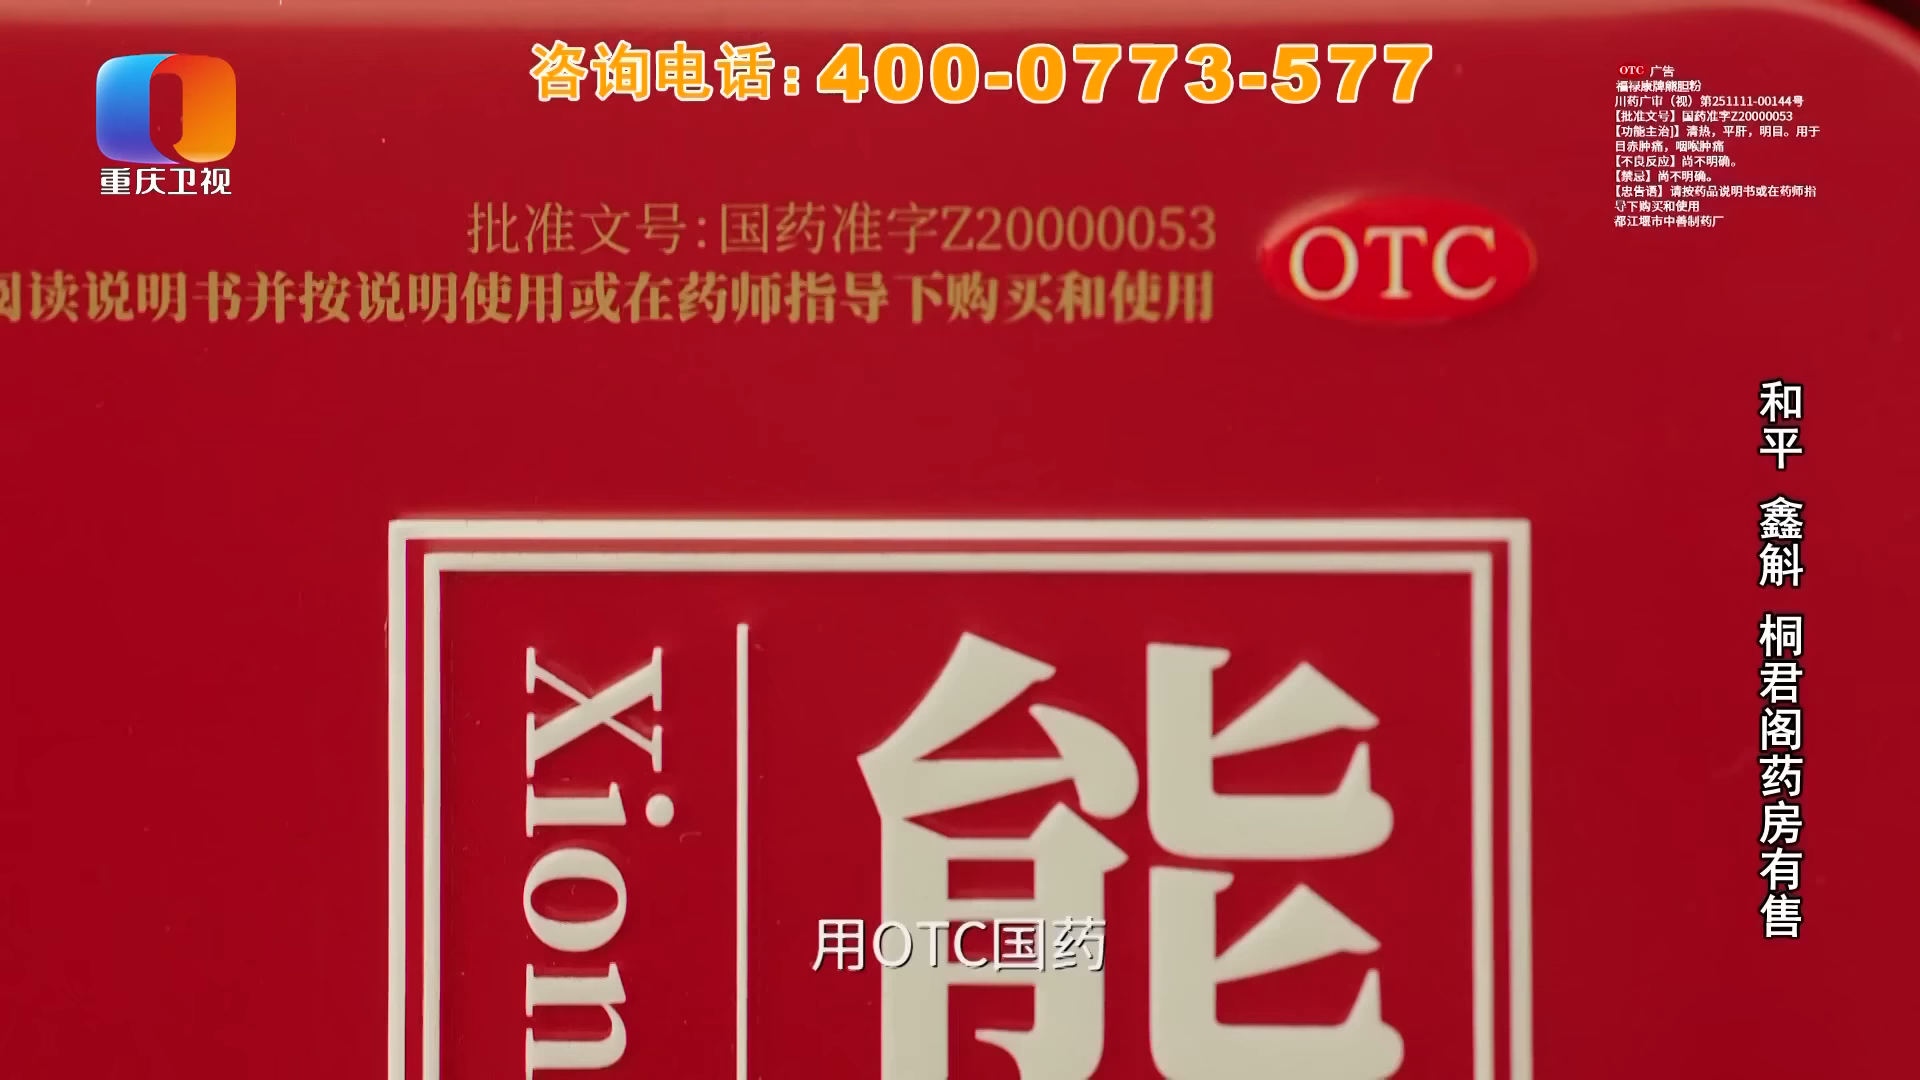 重庆卫视
咨询电话:400-0773-577
OTC 广告
福禄康牌熊胆粉
川药广审（视）第251111-00144号
【批准文号】国药准字Z20000053
【功能主治】清热，平肝，明目。用于
目赤肿痛，咽喉肿痛
【不良反应】尚不明确。
【禁忌】尚不明确。
【忠告语】请按药品说明书或在药师指
导下购买和使用
都江堰市中善制药厂
批准文号:国药准字Z20000053
阅读说明书并按说明使用或在药师指导下购买和使用
OTC
和平 鑫斛 桐君阁药房有售
Xion
用OTC国药